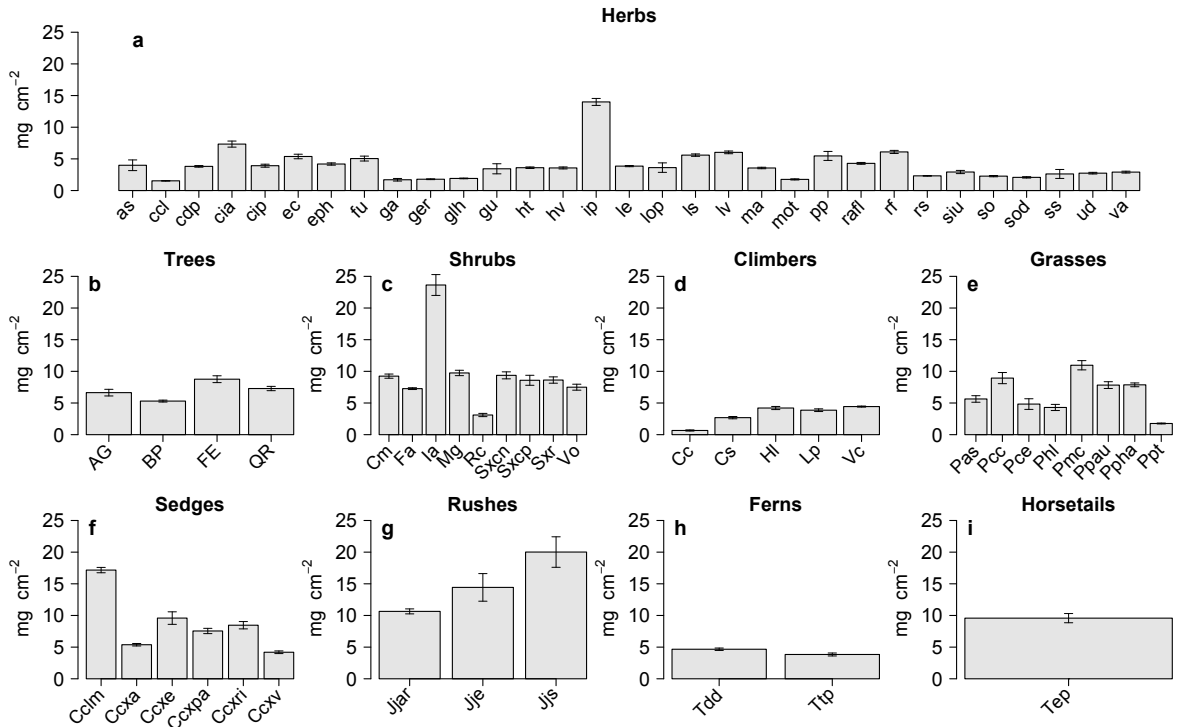 Herbs
a
mg cm−2
25
20
15
10
5
0
as ccl cdp cia cip ec eph fu ga ger glh gu ht hv ip le lop ls lv ma mot pp rafl rf rs siu so sod ss ud va
Trees
b
mg cm−2
25
20
15
10
5
0
AG BP FE QR
Shrubs
c
mg cm−2
25
20
15
10
5
0
Cm Fa Ia Mg Rc Sxcn Sxcp Sxr Vo
Climbers
d
mg cm−2
25
20
15
10
5
0
Cc Cs Hl Lp Vc
Grasses
e
mg cm−2
25
20
15
10
5
0
Pas Pcc Pce Phl Pmc Ppau Ppha Ppt
Sedges
f
mg cm−2
25
20
15
10
5
0
Cclm Ccxa Ccxe Ccxpa Ccxri Ccxv
Rushes
g
mg cm−2
25
20
15
10
5
0
Jjar Jje Jjs
Ferns
h
mg cm−2
25
20
15
10
5
0
Tdd Ttp
Horsetails
i
mg cm−2
25
20
15
10
5
0
Tep